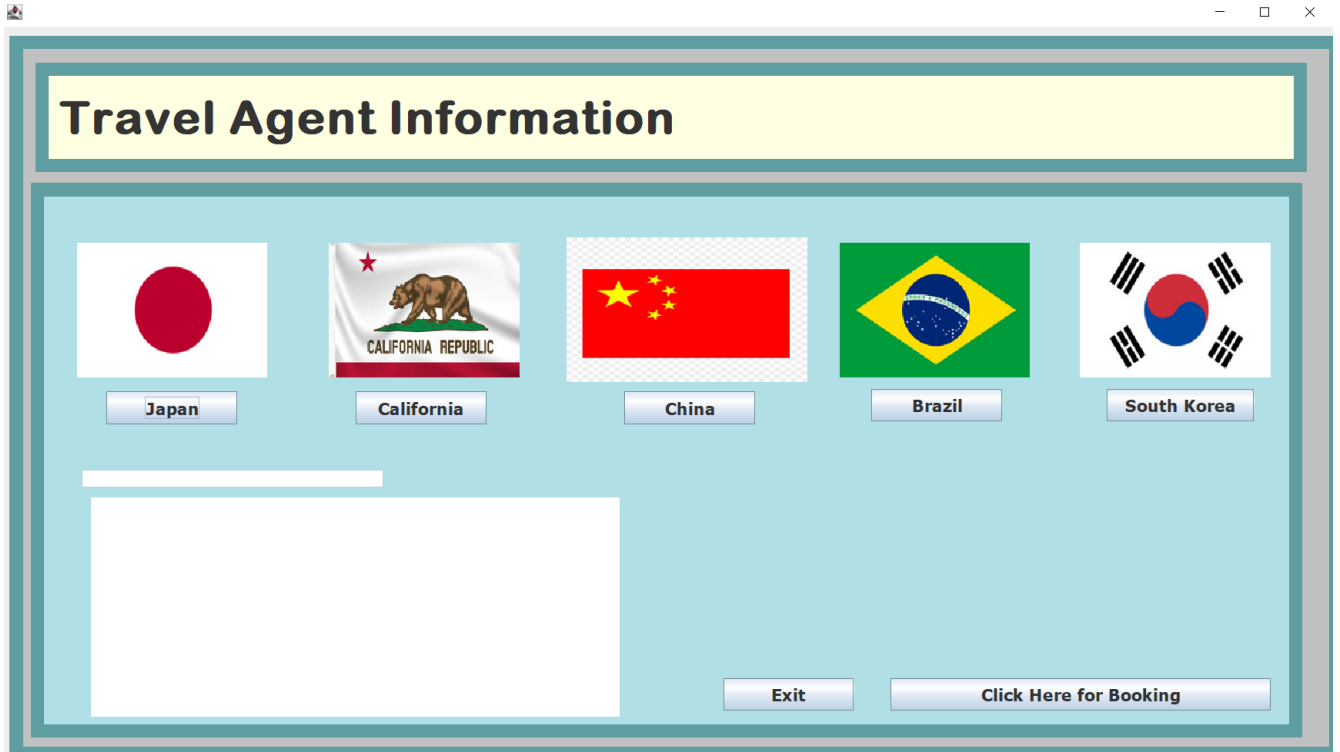 Travel Agent Information
CALIFORNIA REPUBLIC
Japan
California
China
Brazil
South Korea
Exit
Click Here for Booking